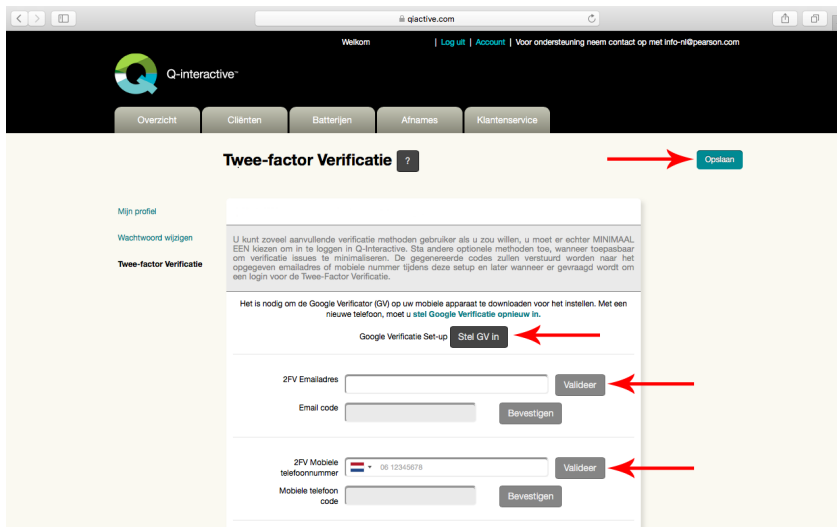 qiactive.com
Welkom | Log uit | Account | Voor ondersteuning neem contact op met info-nl@pearson.com
Q-interactive™
Overzicht Cliënten Batterijen Afnames Klantenservice
Twee-factor Verificatie ? Opslaan
Mijn profiel
Wachtwoord wijzigen
Twee-factor Verificatie
U kunt zoveel aanvullende verificatie methoden gebruiker als u zou willen, u moet er echter MINIMAAL
EEN kiezen om in te loggen in Q-Interactive. Sta andere optionele methoden toe, wanneer toepasbaar
om verificatie issues te minimaliseren. De gegenereerde codes zullen verstuurd worden naar het
opgegeven emailadres of mobiele nummer tijdens deze setup en later wanneer er gevraagd wordt om
een login voor de Twee-Factor Verificatie.
Het is nodig om de Google Verificator (GV) op uw mobiele apparaat te downloaden voor het instellen. Met een
nieuwe telefoon, moet u stel Google Verificatie opnieuw in.
Google Verificatie Set-up Stel GV in
2FV Emailadres Valideer
Email code Bevestigen
2FV Mobiele
telefoonnummer 06 12345678 Valideer
Mobiele telefoon
code Bevestigen